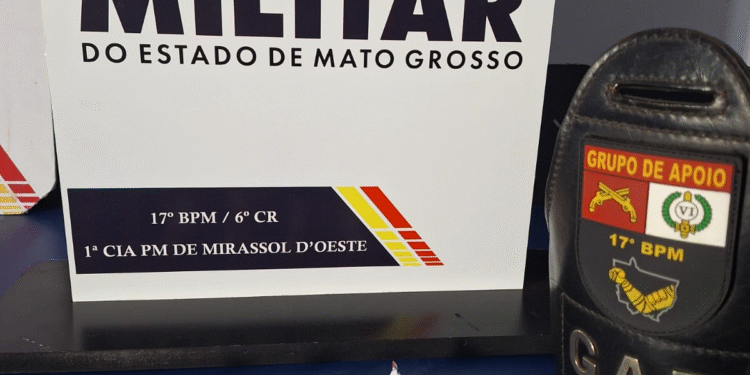 MILITAR
DO ESTADO DE MATO GROSSO
17º BPM / 6º CR
1ª CIA PM DE MIRASSOL D'OESTE
GRUPO DE APOIO
VI
17º BPM